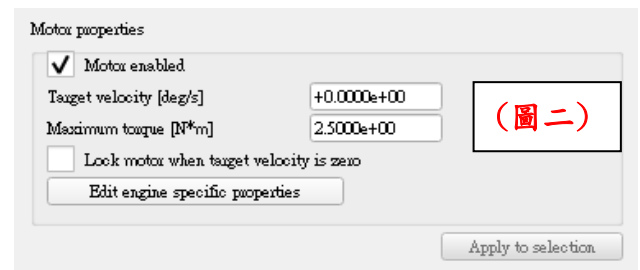 Motor properties
Motor enabled
Target velocity [deg/s] +0.0000e+00
Maximum torque [N*m] 2.5000e+00
(圖二)
Lock motor when target velocity is zero
Edit engine specific properties
Apply to selection